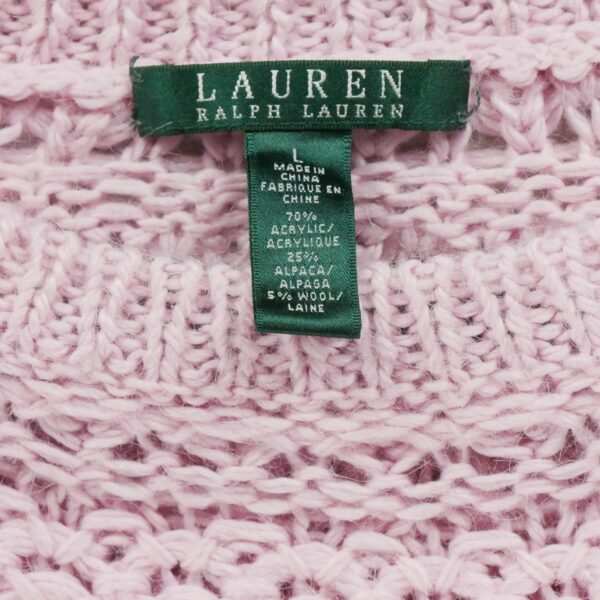 LAUREN
RALPH LAUREN
L
MADE IN
CHINA
FABRIQUE EN
CHINE
70%
ACRYLIC/
ACRYLIQUE
25%
ALPACA/
ALPAGA
5% WOOL/
LAINE